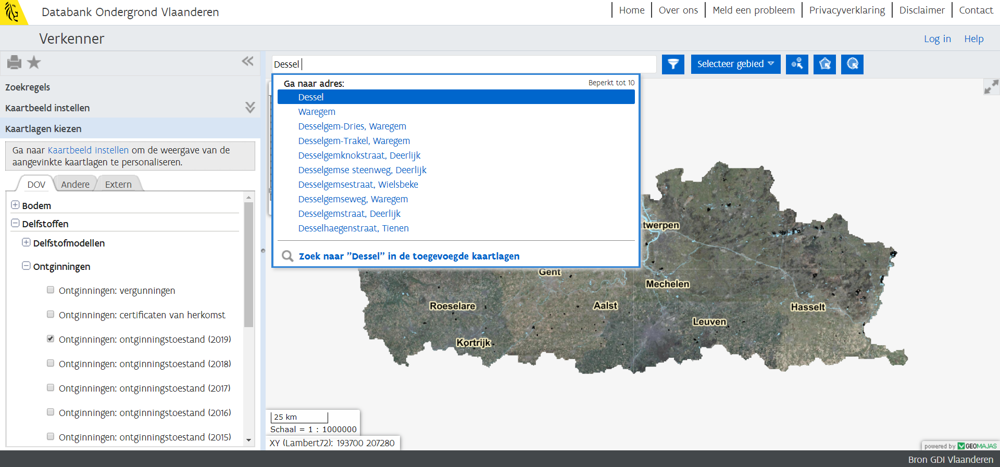 Databank Ondergrond Vlaanderen
Home
Over ons
Meld een probleem
Privacyverklaring
Disclaimer
Contact
Verkenner
Log in
Help
Zoekregels
Kaartbeeld instellen
Kaartlagen kiezen
Ga naar Kaartbeeld instellen om de weergave van de
aangevinkte kaartlagen te personaliseren.
DOV
Andere
Extern
Bodem
Delfstoffen
Delfstofmodellen
Ontginningen
Ontginningen: vergunningen
Ontginningen: certificaten van herkomst
Ontginningen: ontginningstoestand (2019)
Ontginningen: ontginningstoestand (2018)
Ontginningen: ontginningstoestand (2017)
Ontginningen: ontginningstoestand (2016)
Ontginningen: ontginningstoestand (2015)
Dessel
Selecteer gebied
Ga naar adres:
Beperkt tot 10
Dessel
Waregem
Desselgem-Dries, Waregem
Desselgem-Trakel, Waregem
Desselgemknokstraat, Deerlijk
Desselgemse steenweg, Deerlijk
Desselgemsestraat, Wielsbeke
Desselgemseweg, Waregem
Desselgemstraat, Deerlijk
Desselhaegenstraat, Tienen
Zoek naar "Dessel" in de toegevoegde kaartlagen
twerpen
Gent
Mechelen
Roeselare
Aalst
Hasselt
Leuven
Kortrijk
25 km
Schaal = 1 : 1000000
XY (Lambert72): 193700 207280
powered by GEOMAJAS
Bron GDI Vlaanderen